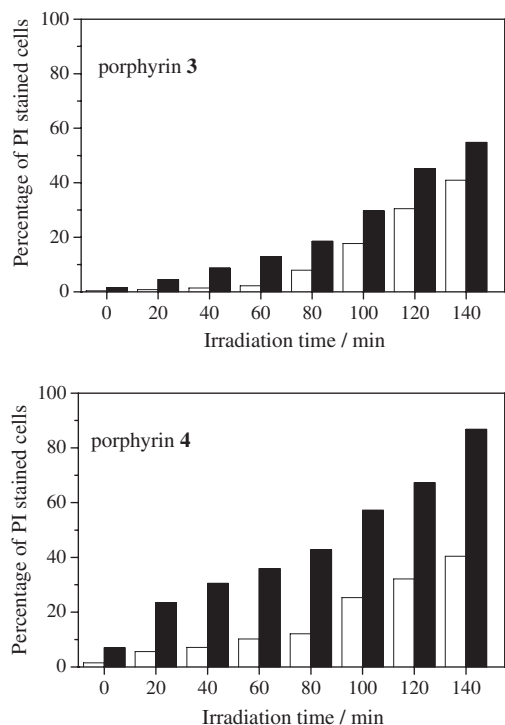 Percentage of PI stained cells
100
80
60
40
20
0
porphyrin 3
0 20 40 60 80 100 120 140
Irradiation time / min
Percentage of PI stained cells
100
80
60
40
20
0
porphyrin 4
0 20 40 60 80 100 120 140
Irradiation time / min